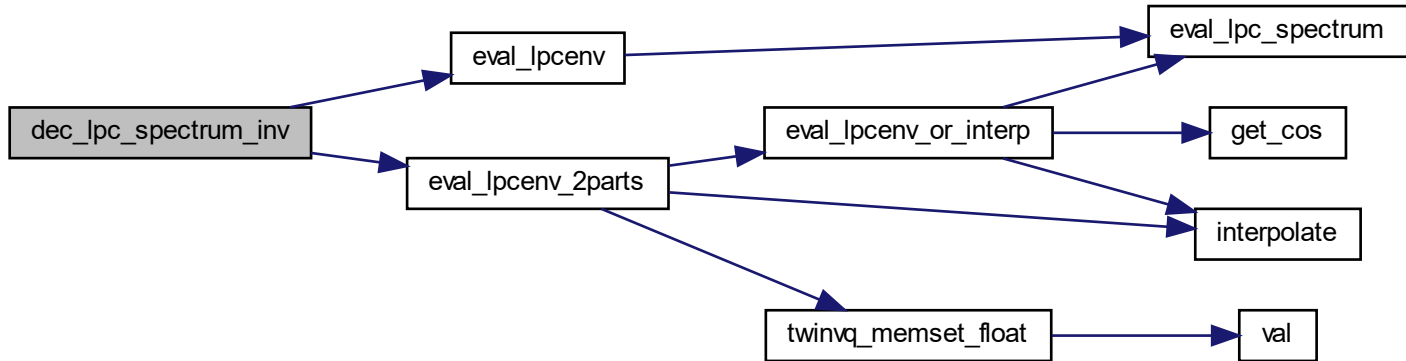 dec_lpc_spectrum_inv
eval_lpcenv
eval_lpcenv_2parts
eval_lpc_spectrum
eval_lpcenv_or_interp
get_cos
interpolate
twinvq_memset_float
val